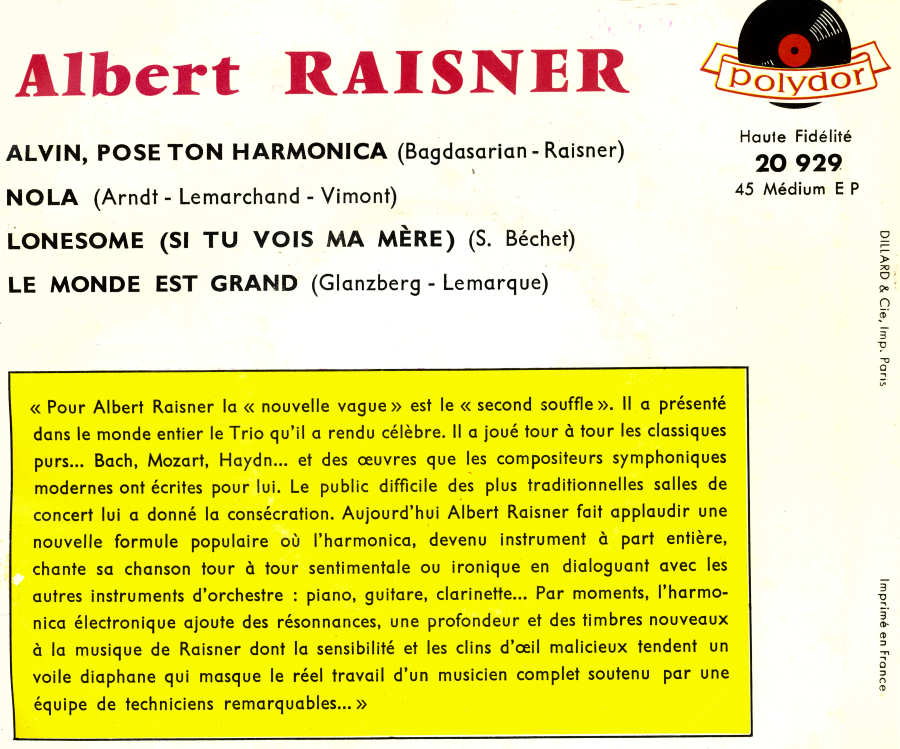 Albert RAISNER
polydor
Haute Fidélité
20 929
45 Médium E P
ALVIN, POSE TON HARMONICA (Bagdasarian - Raisner)
NOLA (Arndt - Lemarchand - Vimont)
LONESOME (SI TU VOIS MA MÈRE) (S. Béchet)
LE MONDE EST GRAND (Glanzberg - Lemarque)
« Pour Albert Raisner la « nouvelle vague » est le « second souffle ». Il a présenté
dans le monde entier le Trio qu'il a rendu célèbre. Il a joué tour à tour les classiques
purs... Bach, Mozart, Haydn... et des œuvres que les compositeurs symphoniques
modernes ont écrites pour lui. Le public difficile des plus traditionnelles salles de
concert lui a donné la consécration. Aujourd'hui Albert Raisner fait applaudir une
nouvelle formule populaire où l'harmonica, devenu instrument à part entière,
chante sa chanson tour à tour sentimentale ou ironique en dialoguant avec les
autres instruments d'orchestre : piano, guitare, clarinette... Par moments, l'harmo-
nica électronique ajoute des résonnances, une profondeur et des timbres nouveaux
à la musique de Raisner dont la sensibilité et les clins d'œil malicieux tendent un
voile diaphane qui masque le réel travail d'un musicien complet soutenu par une
équipe de techniciens remarquables... »
DILLARD & Cie, Imp. Paris
Imprimé en France